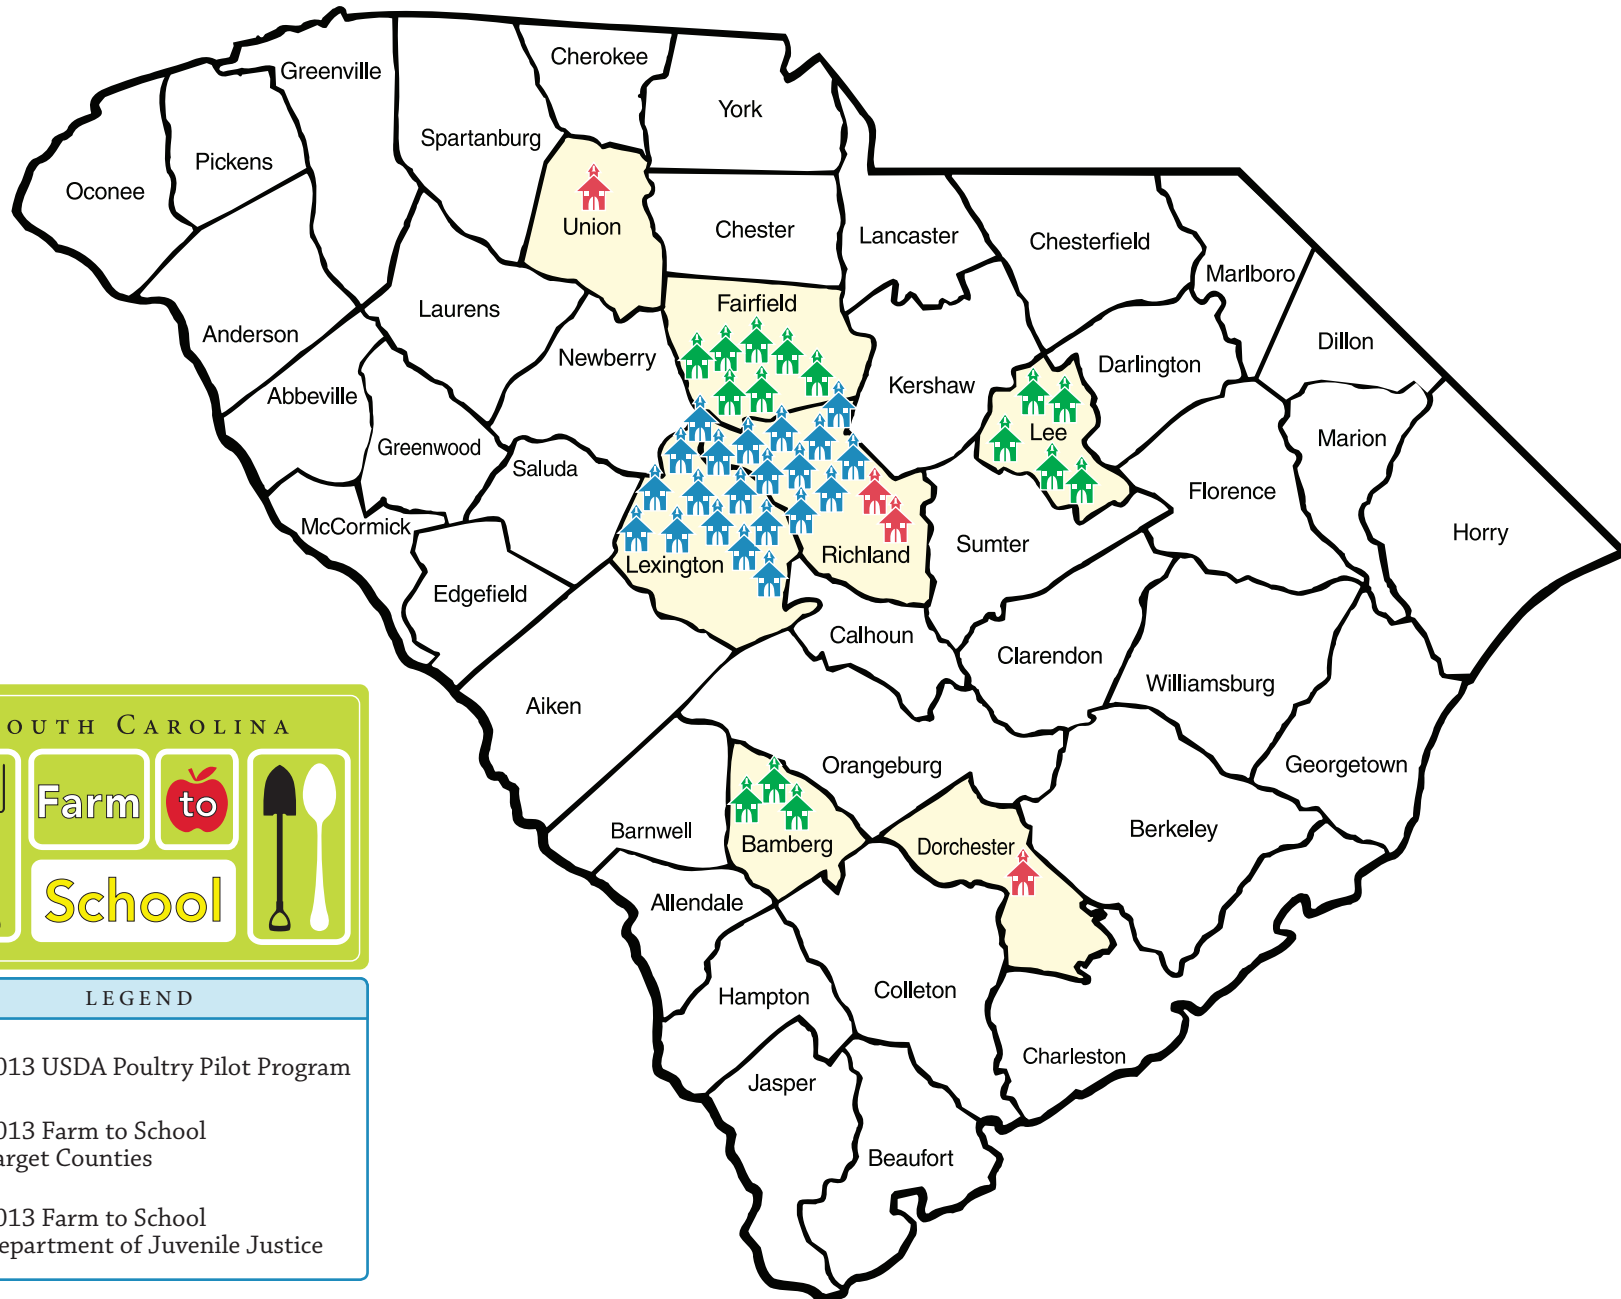 Cherokee
Greenville
York
Spartanburg
Pickens
Oconee
Union
Chester
Lancaster
Chesterfield
Marlboro
Fairfield
Laurens
Anderson
Dillon
Newberry
Darlington
Kershaw
Abbeville
Lee
Marion
Greenwood
Saluda
Florence
McCormick
Horry
Sumter
Richland
Lexington
Edgefield
Calhoun
Clarendon
Williamsburg
Aiken
Orangeburg
Georgetown
Barnwell
Bamberg
Dorchester
Berkeley
Allendale
Hampton
Colleton
Charleston
Jasper
Beaufort
OUTH CAROLINA
Farm to
School
LEGEND
013 USDA Poultry Pilot Program
013 Farm to School
arget Counties
013 Farm to School
epartment of Juvenile Justice